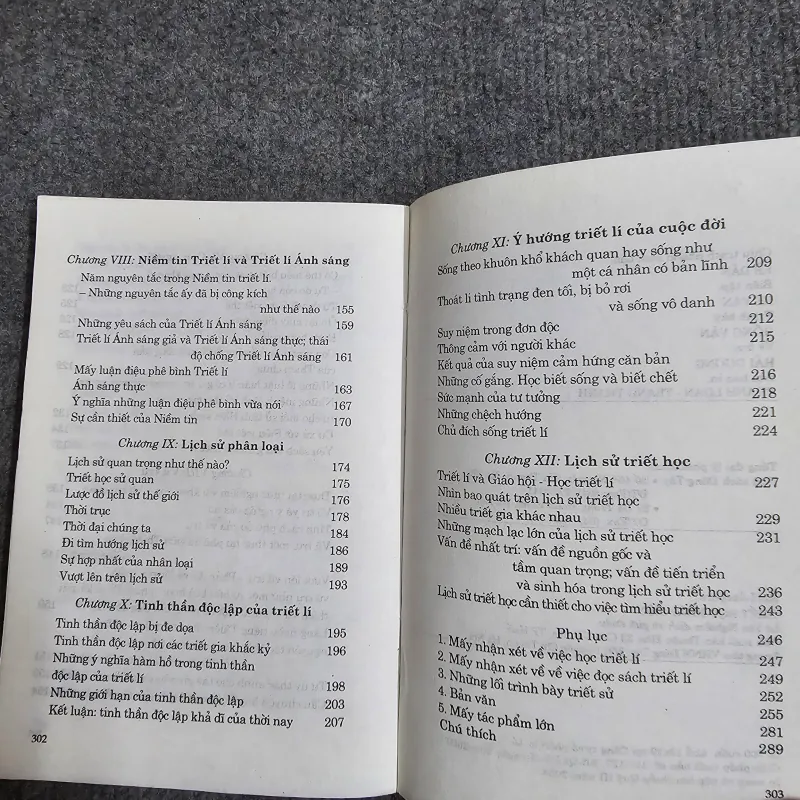 Chương VIII: Niềm tin Triết lí và Triết lí Ánh sáng
Năm nguyên tắc trong Niềm tin triết lí.
– Những nguyên tắc ấy đã bị công kích
như thế nào 155
Những yêu sách của Triết lí Ánh sáng 159
Triết lí Ánh sáng giả và Triết lí Ánh sáng thực; thái
độ chống Triết lí Ánh sáng 161
Mấy luận điệu phê bình Triết lí
Ánh sáng thực 163
Ý nghĩa những luận điệu phê bình vừa nói 167
Sự cần thiết của Niềm tin 170
Chương IX: Lịch sử phân loại
Lịch sử quan trọng như thế nào? 174
Triết học sử quan 175
Lược đồ lịch sử thế giới 176
Thời trục 178
Thời đại chúng ta 184
Đi tìm hướng lịch sử 186
Sự hợp nhất của nhân loại 189
Vượt lên trên lịch sử 193
Chương X: Tinh thần độc lập của triết lí
Tinh thần độc lập bị đe dọa 195
Tinh thần độc lập nơi các triết gia khắc kỷ 196
Những ý nghĩa hàm hồ trong tinh thần
độc lập của triết lí 198
Những giới hạn của tinh thần độc lập 203
Kết luận: tinh thần độc lập khả dĩ của thời nay 207
302
Chương XI: Ý hướng triết lí của cuộc đời
Sống theo khuôn khổ khách quan hay sống như
một cá nhân có bản lĩnh 209
Thoát li tình trạng đen tối, bị bỏ rơi
và sống vô danh 210
Suy niệm trong đơn độc 212
Thông cảm với người khác 215
Kết quả của suy niệm cảm hứng căn bản
Những cố gắng. Học biết sống và biết chết 216
Sức mạnh của tư tưởng 218
Những chệch hướng 221
Chủ đích sống triết lí 224
Chương XII: Lịch sử triết học
Triết lí và Giáo hội - Học triết lí 227
Nhìn bao quát trên lịch sử triết học
Nhiều triết gia khác nhau 229
Những mạch lạc lớn của lịch sử triết học 231
Vấn đề nhất trí: vấn đề nguồn gốc và
tầm quan trọng; vấn đề tiến triển
và sinh hóa trong lịch sử triết học 236
Lịch sử triết học cần thiết cho việc tìm hiểu triết học 243
Phụ lục 246
1. Mấy nhận xét về việc học triết lí 247
2. Mấy nhận xét về về việc đọc sách triết lí 249
3. Những lối trình bày triết sử 252
4. Bản văn 255
5. Mấy tác phẩm lớn 281
Chú thích 289
303